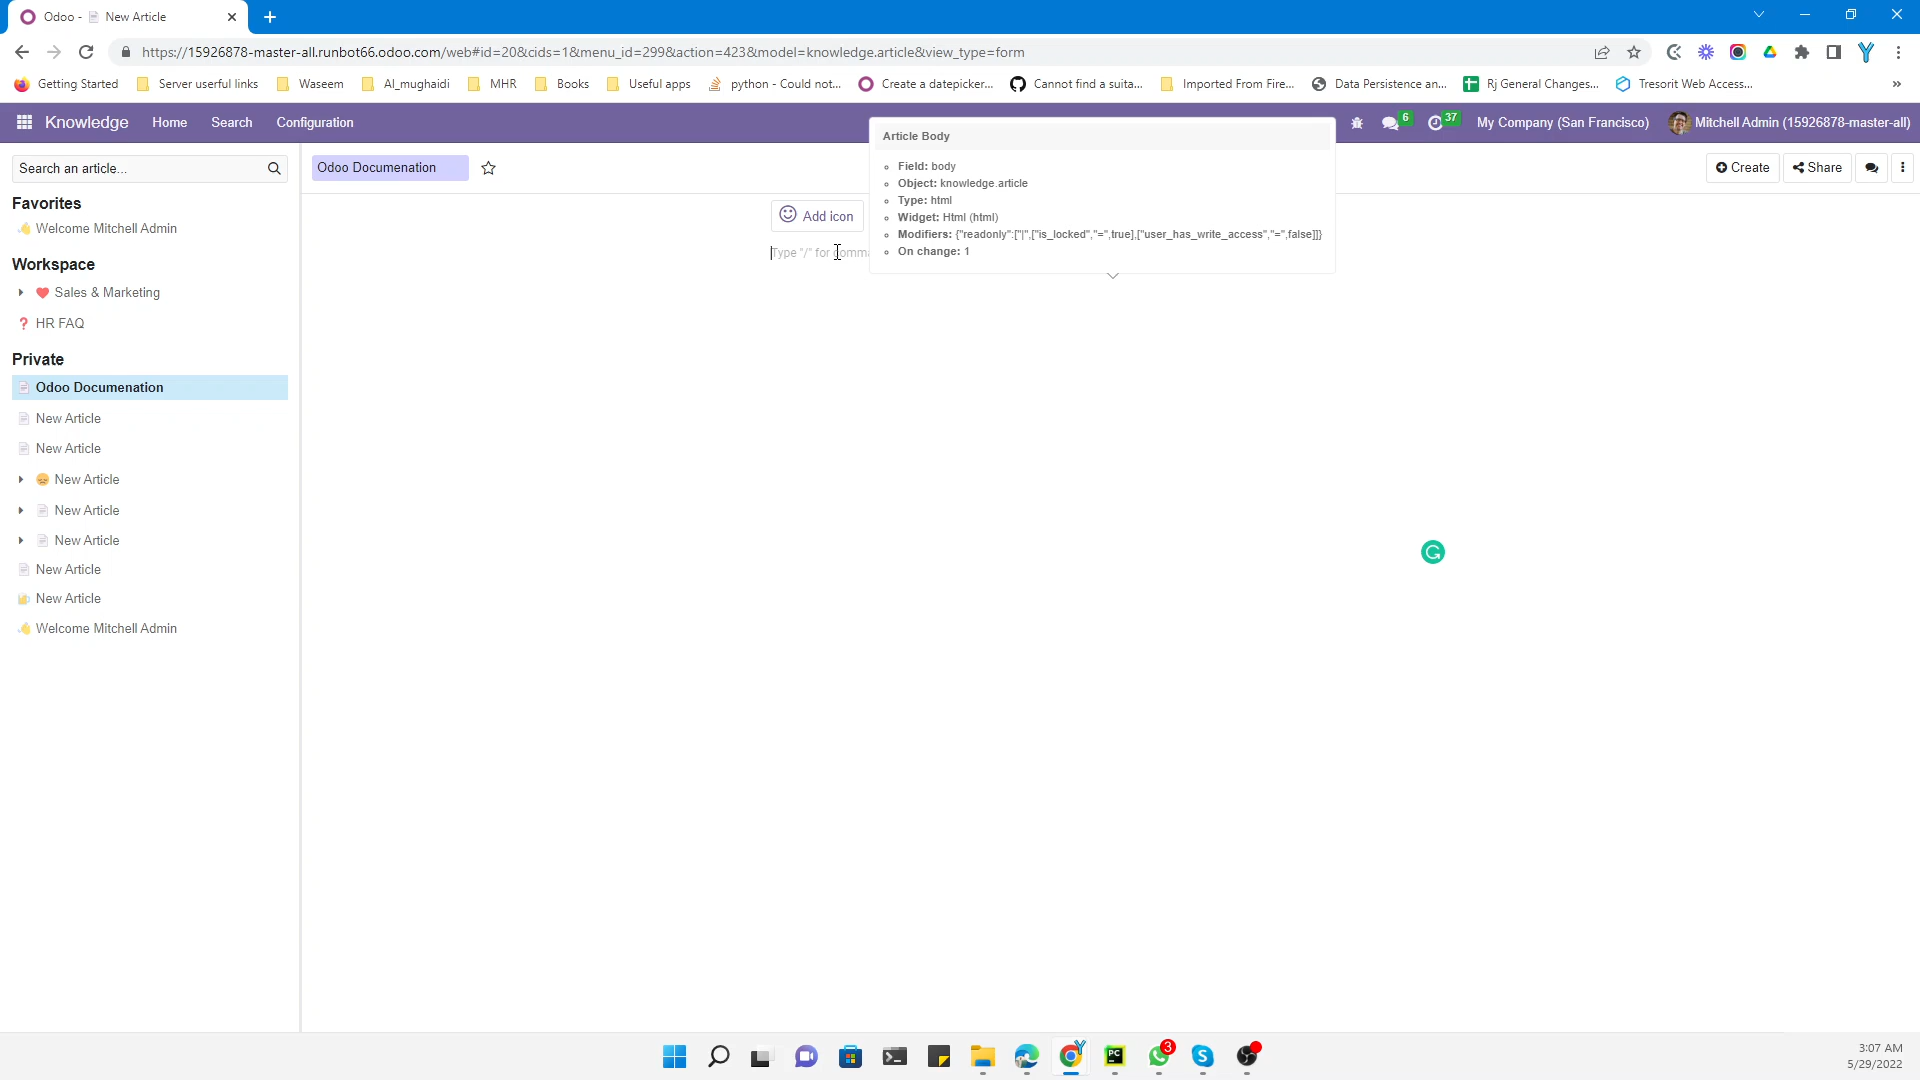 Odoo - New Article
https://15926878-master-all.runbot66.odoo.com/web#id=20&cids=1&menu_id=299&action=423&model=knowledge.article&view_type=form
Getting Started Server userful links Waseem Al_mughaidi MHR Books Useful apps python - Could not... Create a datepicker... Cannot find a suita... Imported From Fire... Data Persistence an... Rj General Changes... Tresorit Web Access... »
Knowledge Home Search Configuration 6 37 My Company (San Francisco) Mitchell Admin (15926878-master-all)
Article Body
Search an article... Odoo Documenation Create Share
Field: body
Object: knowledge.article
Type: html
Widget: Html (html)
Modifiers: {"readonly":["|",["is_locked","=",true],["user_has_write_access","=",false]]}
On change: 1
Add icon
Type "/" for comma
Favorites
Welcome Mitchell Admin
Workspace
Sales & Marketing
HR FAQ
Private
Odoo Documenation
New Article
New Article
New Article
New Article
New Article
New Article
New Article
Welcome Mitchell Admin
PC
3
3:07 AM
5/29/2022